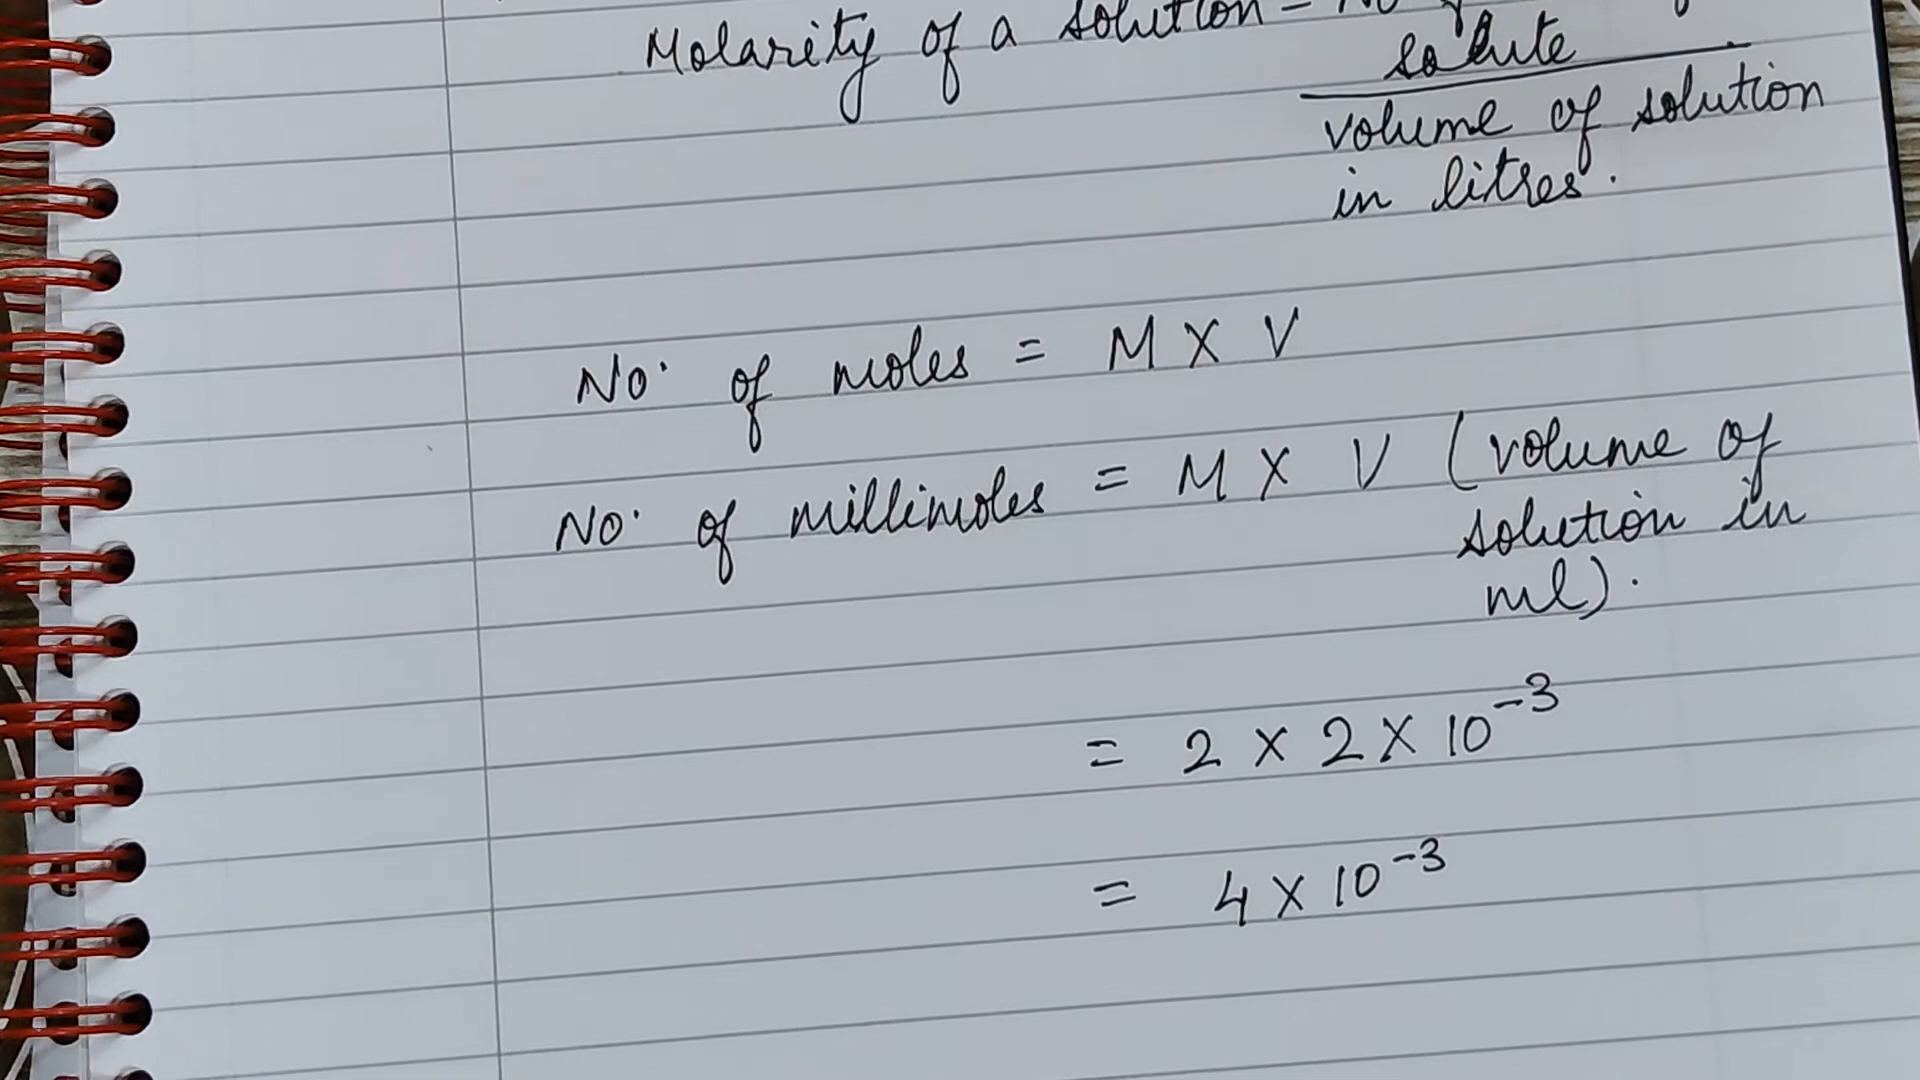 Molarity of a solution =
solute
volume of solution
in litres.
No. of moles = M X V
No. of millimoles = M X V (volume of
solution in
ml).
= 2 X 2 X 10⁻³
= 4 X 10⁻³